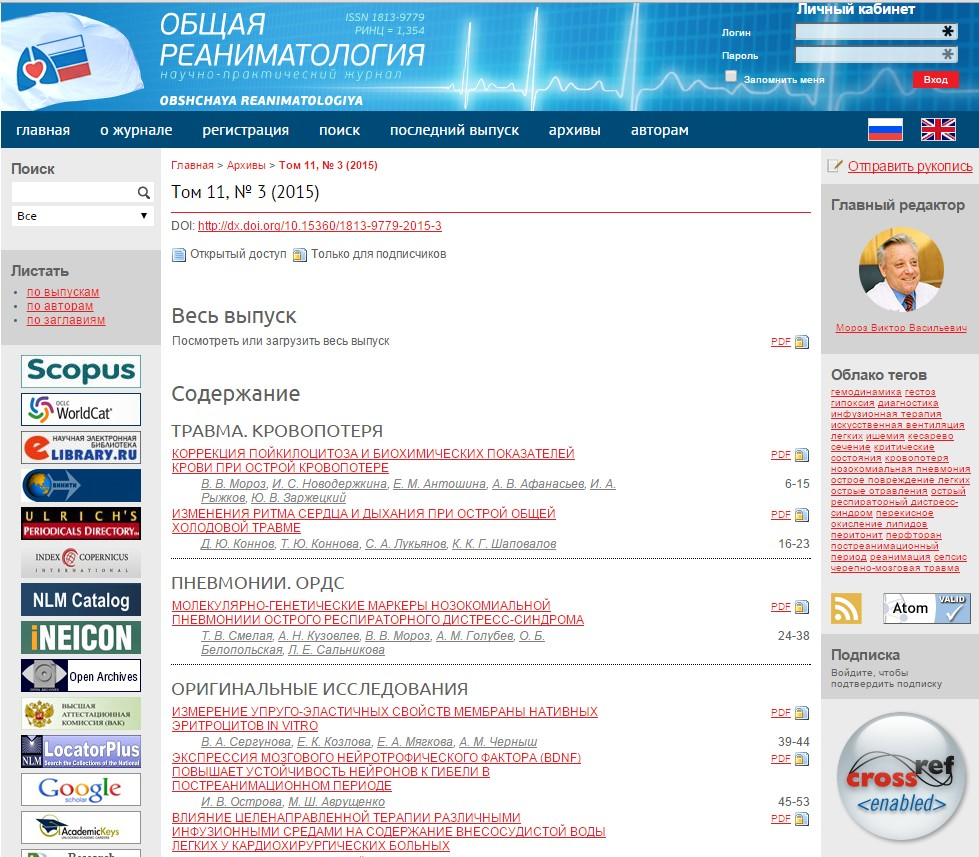 ОБЩАЯ
РЕАНИМАТОЛОГИЯ
научно-практический журнал
OBSHCHAYA REANIMATOLOGIYA
ISSN 1813-9779
РИНЦ = 1,354
Личный кабинет
Логин
Пароль
Запомнить меня
Вход
главная о журнале регистрация поиск последний выпуск архивы авторам
Поиск
Все
Листать
по выпускам
по авторам
по заглавиям
Scopus
OCLC
WorldCat
НАУЧНАЯ ЭЛЕКТРОННАЯ
БИБЛИОТЕКА
eLIBRARY.RU
ВИНИТИ
ULRICH'S
PERIODICALS DIRECTORY
INDEX COPERNICUS
INTERNATIONAL
NLM Catalog
iNEICON
Open Archives
ВЫСШАЯ
АТТЕСТАЦИОННАЯ
КОМИССИЯ (ВАК)
NLM
LocatorPlus
Search the Collections of the National
Google
scholar
AcademicKeys
UNLOCKING ACADEMIC CAREERS
Research
Главная > Архивы > Том 11, № 3 (2015)
Том 11, № 3 (2015)
DOI: http://dx.doi.org/10.15360/1813-9779-2015-3
Открытый доступ Только для подписчиков
Весь выпуск
Посмотреть или загрузить весь выпуск PDF
Содержание
ТРАВМА. КРОВОПОТЕРЯ
КОРРЕКЦИЯ ПОЙКИЛОЦИТОЗА И БИОХИМИЧЕСКИХ ПОКАЗАТЕЛЕЙ PDF
КРОВИ ПРИ ОСТРОЙ КРОВОПОТЕРЕ
В. В. Мороз, И. С. Новодержкина, Е. М. Антошина, А. В. Афанасьев, И. А. 6-15
Рыжков, Ю. В. Заржецкий
ИЗМЕНЕНИЯ РИТМА СЕРДЦА И ДЫХАНИЯ ПРИ ОСТРОЙ ОБЩЕЙ PDF
ХОЛОДОВОЙ ТРАВМЕ
Д. Ю. Коннов, Т. Ю. Коннова, С. А. Лукьянов, К. К. Г. Шаповалов 16-23
ПНЕВМОНИИ. ОРДС
МОЛЕКУЛЯРНО-ГЕНЕТИЧЕСКИЕ МАРКЕРЫ НОЗОКОМИАЛЬНОЙ PDF
ПНЕВМОНИИИ ОСТРОГО РЕСПИРАТОРНОГО ДИСТРЕСС-СИНДРОМА
Т. В. Смелая, А. Н. Кузовлев, В. В. Мороз, А. М. Голубев, О. Б. 24-38
Белопольская, Л. Е. Сальникова
ОРИГИНАЛЬНЫЕ ИССЛЕДОВАНИЯ
ИЗМЕРЕНИЕ УПРУГО-ЭЛАСТИЧНЫХ СВОЙСТВ МЕМБРАНЫ НАТИВНЫХ PDF
ЭРИТРОЦИТОВ IN VITRO
В. А. Сергунова, Е. К. Козлова, Е. А. Мягкова, А. М. Черныш 39-44
ЭКСПРЕССИЯ МОЗГОВОГО НЕЙРОТРОФИЧЕСКОГО ФАКТОРА (BDNF) PDF
ПОВЫШАЕТ УСТОЙЧИВОСТЬ НЕЙРОНОВ К ГИБЕЛИ В
ПОСТРЕАНИМАЦИОННОМ ПЕРИОДЕ
И. В. Острова, М. Ш. Аврущенко 45-53
ВЛИЯНИЕ ЦЕЛЕНАПРАВЛЕННОЙ ТЕРАПИИ РАЗЛИЧНЫМИ PDF
ИНФУЗИОННЫМИ СРЕДАМИ НА СОДЕРЖАНИЕ ВНЕСОСУДИСТОЙ ВОДЫ
ЛЕГКИХ У КАРДИОХИРУРГИЧЕСКИХ БОЛЬНЫХ
Отправить рукопись
Главный редактор
Мороз Виктор Васильевич
Облако тегов
гемодинамика гестоз
гипоксия диагностика
инфузионная терапия
искусственная вентиляция
легких ишемия кесарево
сечение критические
состояния кровопотеря
нозокомиальная пневмония
острое повреждение легких
острые отравления острый
респираторный дистресс-
синдром перекисное
окисление липидов
перитонит перфторан
постреанимационный
период реанимация сепсис
черепно-мозговая травма
Atom VALID
Подписка
Войдите, чтобы
подтвердить подписку
crossref
<enabled>